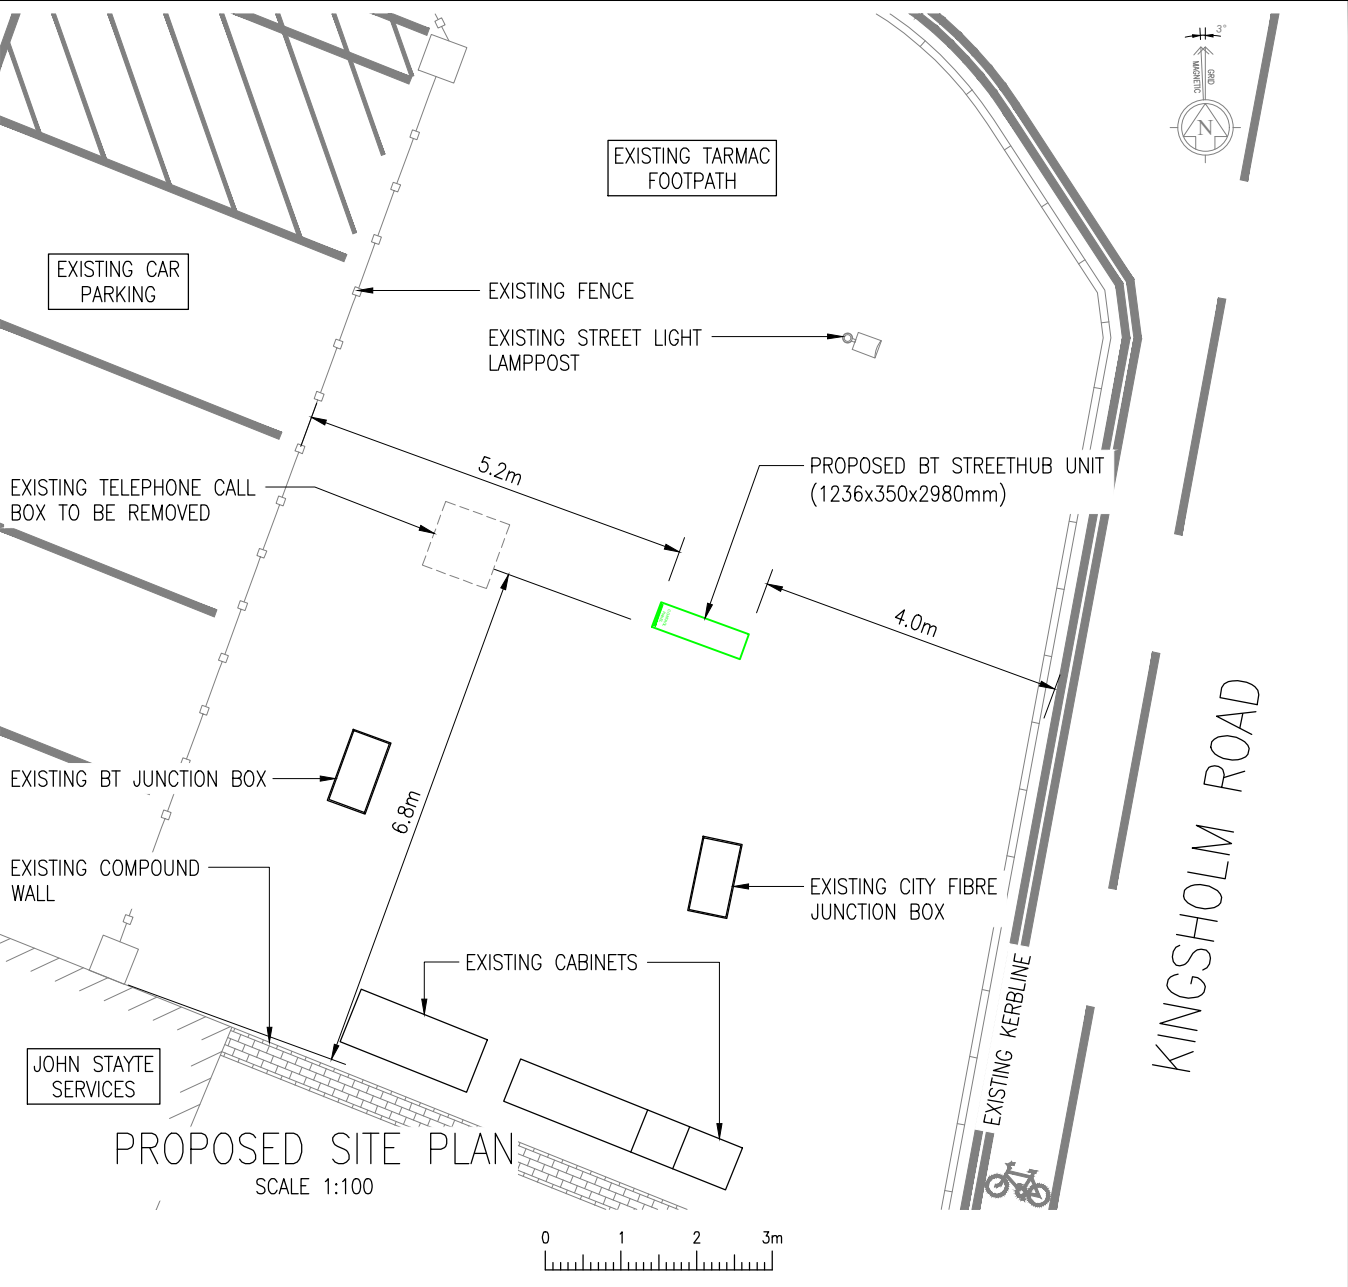 3°
MAGNETIC
GRID
N
EXISTING TARMAC
FOOTPATH
EXISTING CAR
PARKING
EXISTING FENCE
EXISTING STREET LIGHT
LAMPPOST
5.2m
PROPOSED BT STREETHUB UNIT
(1236x350x2980mm)
EXISTING TELEPHONE CALL
BOX TO BE REMOVED
4.0m
KINGSHOLM ROAD
EXISTING BT JUNCTION BOX
6.8m
EXISTING COMPOUND
WALL
EXISTING CITY FIBRE
JUNCTION BOX
EXISTING CABINETS
EXISTING KERBLINE
JOHN STAYTE
SERVICES
PROPOSED SITE PLAN
SCALE 1:100
0 1 2 3m